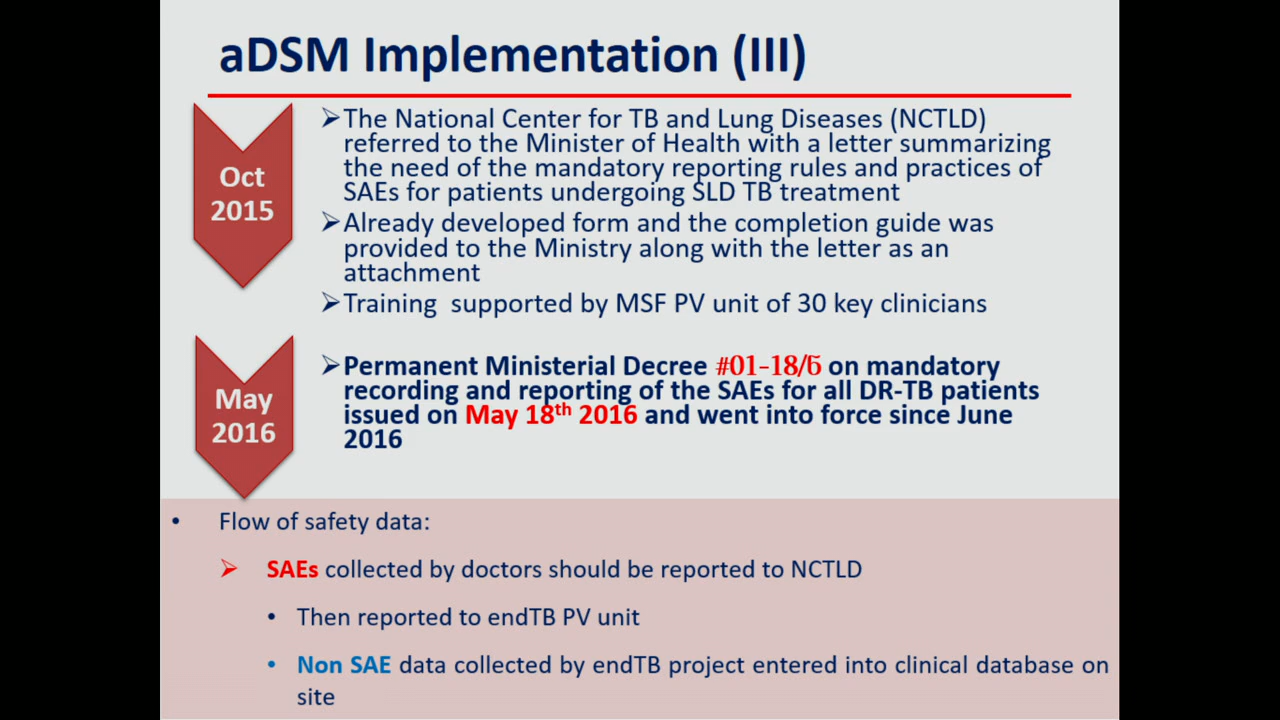 aDSM Implementation (III)
Oct
2015
➢The National Center for TB and Lung Diseases (NCTLD)
referred to the Minister of Health with a letter summarizing
the need of the mandatory reporting rules and practices of
SAEs for patients undergoing SLD TB treatment
➢Already developed form and the completion guide was
provided to the Ministry along with the letter as an
attachment
➢Training supported by MSF PV unit of 30 key clinicians
May
2016
➢Permanent Ministerial Decree #01-18/Б on mandatory
recording and reporting of the SAEs for all DR-TB patients
issued on May 18th 2016 and went into force since June
2016
• Flow of safety data:
➢ SAEs collected by doctors should be reported to NCTLD
• Then reported to endTB PV unit
• Non SAE data collected by endTB project entered into clinical database on
site